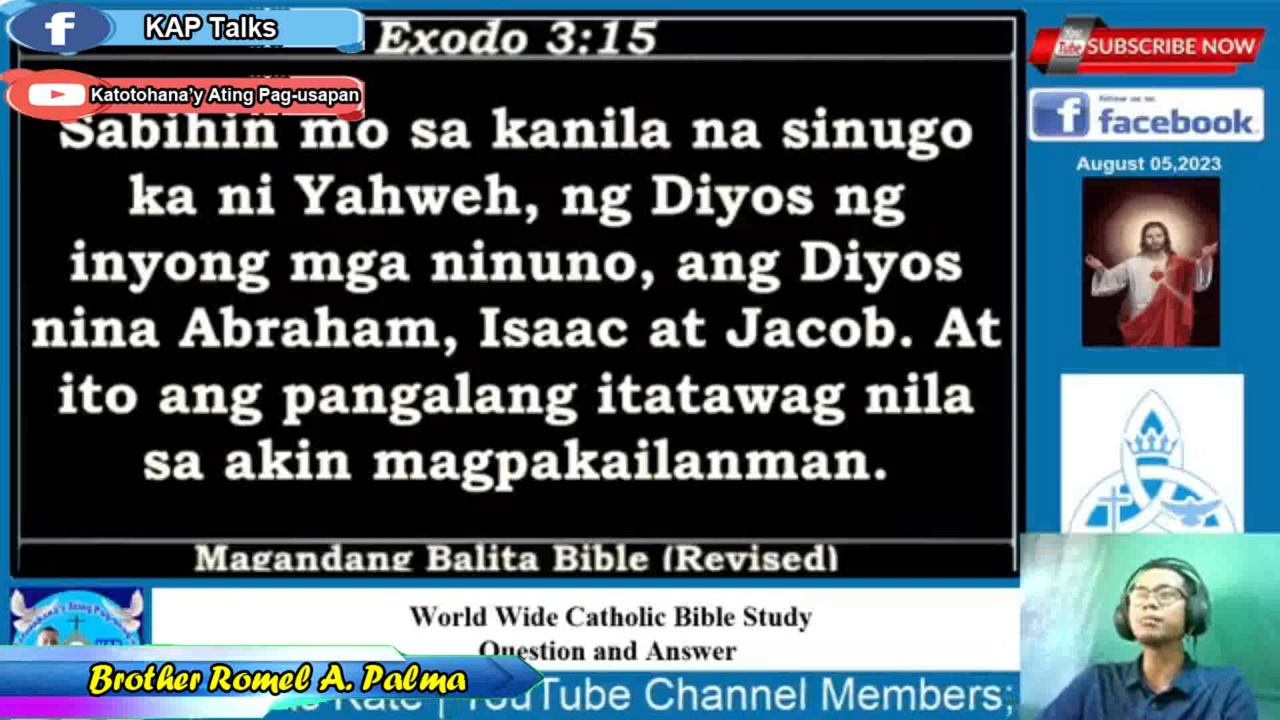 KAP Talks
Katotohana'y Ating Pag-usapan
Exodo 3:15
Sabihin mo sa kanila na sinugo
ka ni Yahweh, ng Diyos ng
inyong mga ninuno, ang Diyos
nina Abraham, Isaac at Jacob. At
ito ang pangalang itatawag nila
sa akin magpakailanman.
Magandang Balita Bible (Revised)
You
Tube
SUBSCRIBE NOW
facebook.
August 05,2023
World Wide Catholic Bible Study
Question and Answer
Brother Romel A. Palma
Kate | YouTube Channel Members;